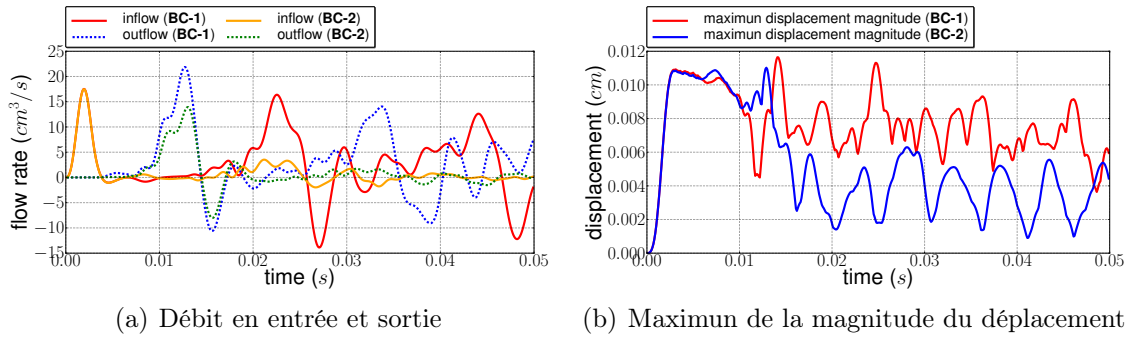 inflow (BC-1)
outflow (BC-1)
inflow (BC-2)
outflow (BC-2)
25
20
15
10
5
0
−5
−10
−15
flow rate (cm³/s)
0.00 0.01 0.02 0.03 0.04 0.05
time (s)
(a) Débit en entrée et sortie
maximun displacement magnitude (BC-1)
maximun displacement magnitude (BC-2)
0.012
0.010
0.008
0.006
0.004
0.002
0.000
displacement (cm)
0.00 0.01 0.02 0.03 0.04 0.05
time (s)
(b) Maximun de la magnitude du déplacement